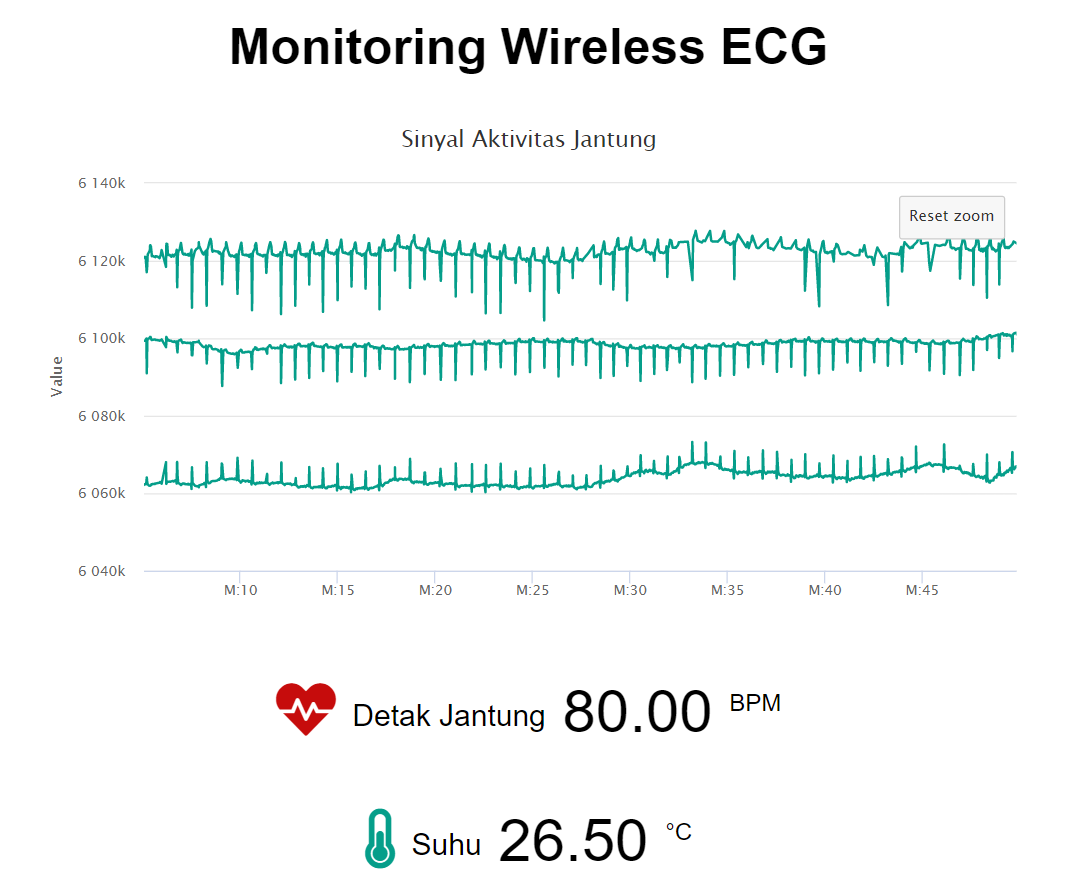 Monitoring Wireless ECG
Sinyal Aktivitas Jantung
6 140k
Reset zoom
6 120k
6 100k
Value
6 080k
6 060k
6 040k
M:10 M:15 M:20 M:25 M:30 M:35 M:40 M:45
Detak Jantung 80.00 BPM
Suhu 26.50 °C